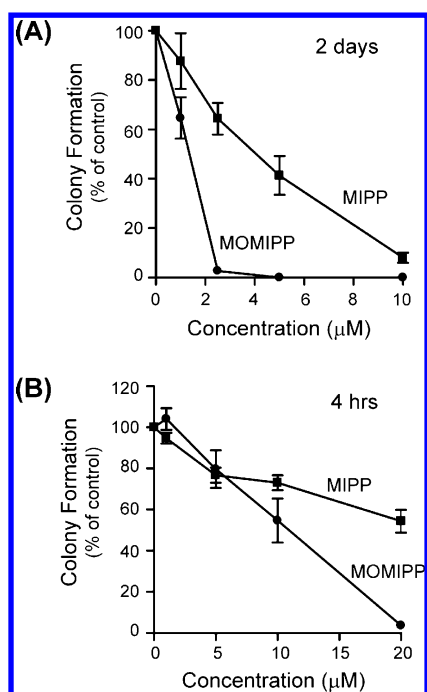 (A)
2 days
Colony Formation
(% of control)
100
80
60
40
20
0
MIPP
MOMIPP
0 2 4 6 8 10
Concentration (μM)
(B)
4 hrs
Colony Formation
(% of control)
120
100
80
60
40
20
0
MIPP
MOMIPP
0 5 10 15 20
Concentration (μM)